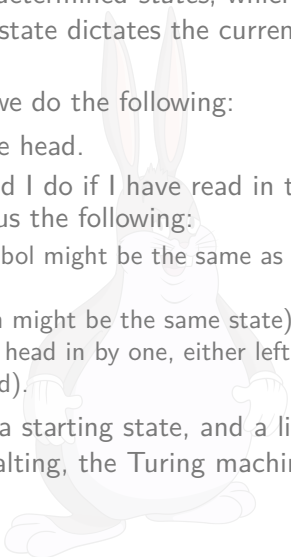 determined states, which
state dictates the curren
we do the following:
e head.
d I do if I have read in t
us the following:
bol might be the same as
might be the same state)
head in by one, either left
d).
a starting state, and a li
alting, the Turing machin